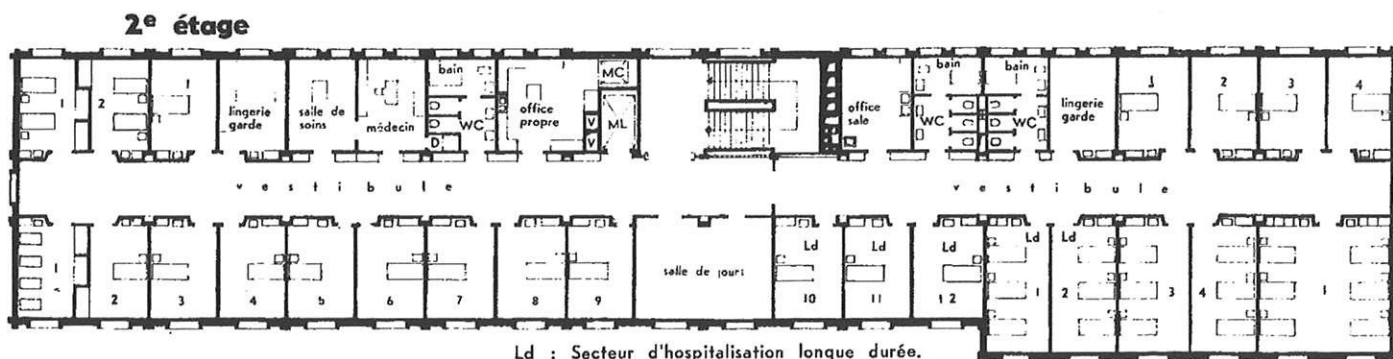 2e étage
bain
MC
bain
bain
1
2
3
4
1
2
lingerie
garde
salle de
soins
médecin
WC
D
office
propre
V
V
ML
office
sale
WC
WC
lingerie
garde
vestibule
vestibule
Ld
Ld
Ld
Ld
Ld
salle de jours
2
3
4
5
6
7
8
9
10
11
12
1
2
3
4
1
Ld : Secteur d'hospitalisation longue durée.